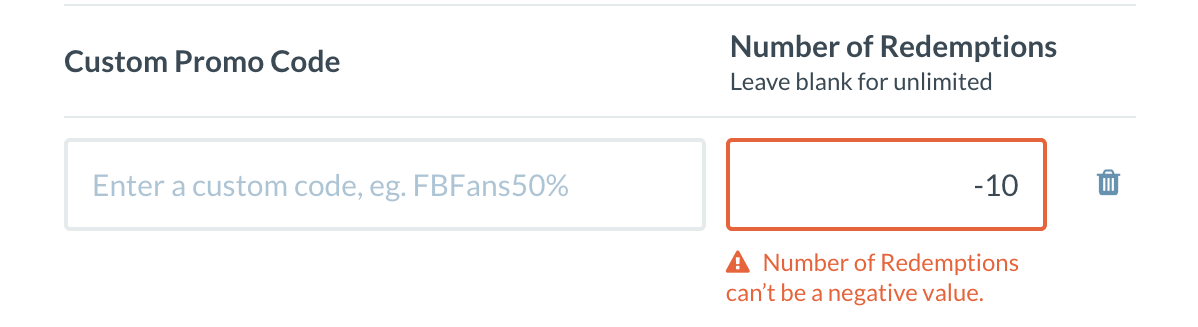 Custom Promo Code
Number of Redemptions
Leave blank for unlimited
Enter a custom code, eg. FBFans50%
-10
Number of Redemptions
can't be a negative value.